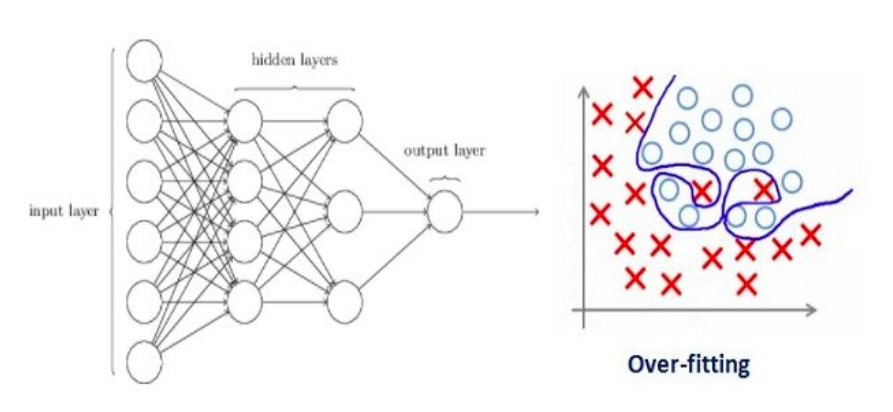 hidden layers
output layer
input layer
Over-fitting